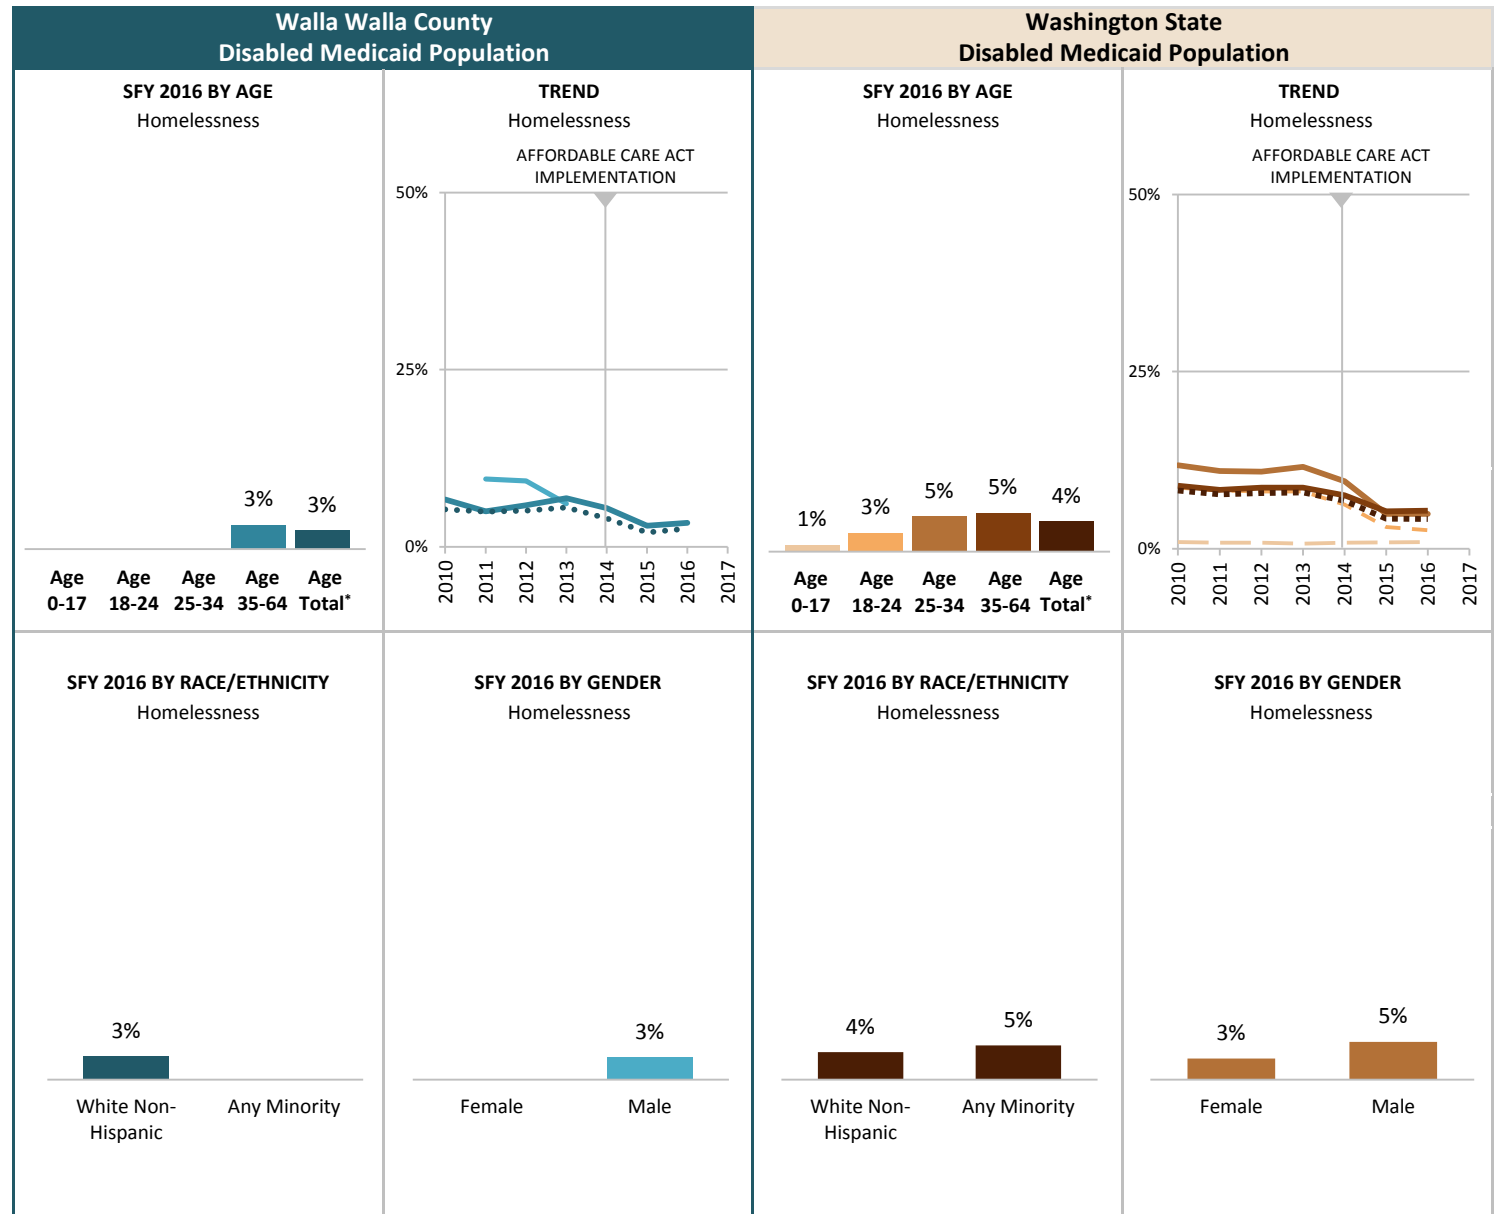 Walla Walla County
Disabled Medicaid Population
Washington State
Disabled Medicaid Population
SFY 2016 BY AGE
Homelessness
3%
3%
Age
0-17
Age
18-24
Age
25-34
Age
35-64
Age
Total*
TREND
Homelessness
AFFORDABLE CARE ACT
IMPLEMENTATION
50%
25%
0%
2010
2011
2012
2013
2014
2015
2016
2017
SFY 2016 BY AGE
Homelessness
1%
3%
5%
5%
4%
Age
0-17
Age
18-24
Age
25-34
Age
35-64
Age
Total*
TREND
Homelessness
AFFORDABLE CARE ACT
IMPLEMENTATION
50%
25%
0%
2010
2011
2012
2013
2014
2015
2016
2017
SFY 2016 BY RACE/ETHNICITY
Homelessness
3%
White Non-
Hispanic
Any Minority
SFY 2016 BY GENDER
Homelessness
3%
Female
Male
SFY 2016 BY RACE/ETHNICITY
Homelessness
4%
5%
White Non-
Hispanic
Any Minority
SFY 2016 BY GENDER
Homelessness
3%
5%
Female
Male